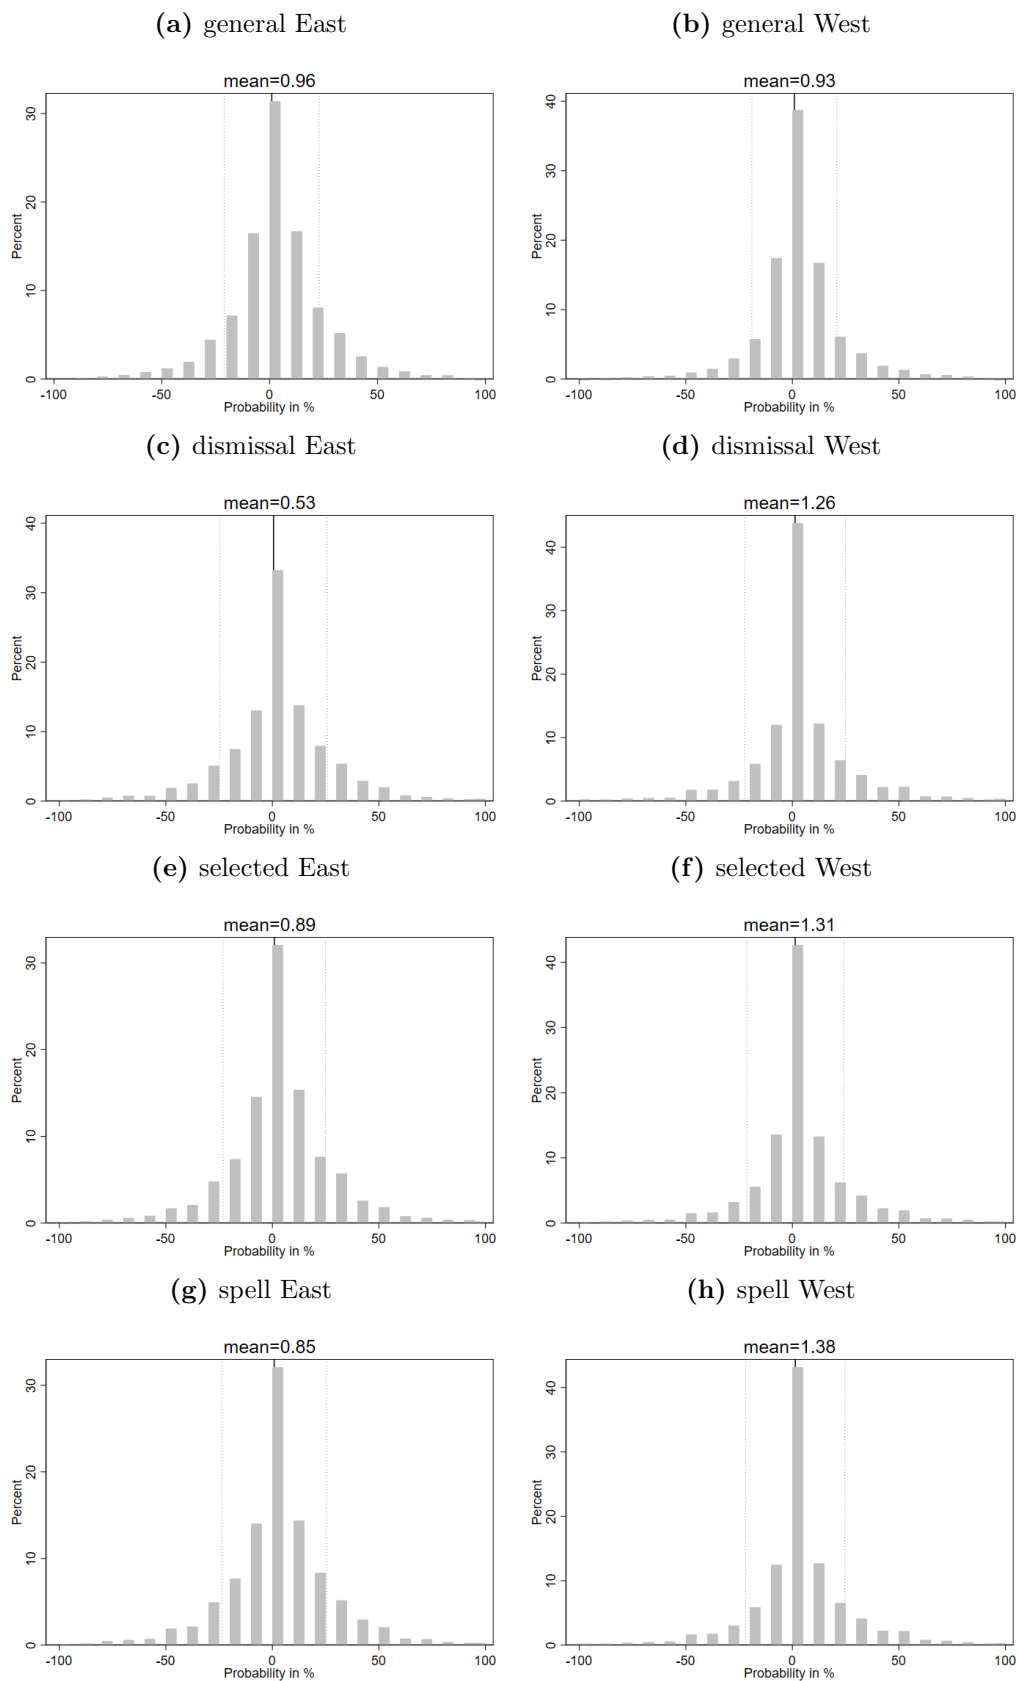 (a) general East
mean=0.96
Percent
30
20
10
0
-100 -50 0 50 100
Probability in %
(b) general West
mean=0.93
Percent
40
30
20
10
0
-100 -50 0 50 100
Probability in %
(c) dismissal East
mean=0.53
Percent
40
30
20
10
0
-100 -50 0 50 100
Probability in %
(d) dismissal West
mean=1.26
Percent
40
30
20
10
0
-100 -50 0 50 100
Probability in %
(e) selected East
mean=0.89
Percent
30
20
10
0
-100 -50 0 50 100
Probability in %
(f) selected West
mean=1.31
Percent
40
30
20
10
0
-100 -50 0 50 100
Probability in %
(g) spell East
mean=0.85
Percent
30
20
10
0
-100 -50 0 50 100
Probability in %
(h) spell West
mean=1.38
Percent
40
30
20
10
0
-100 -50 0 50 100
Probability in %